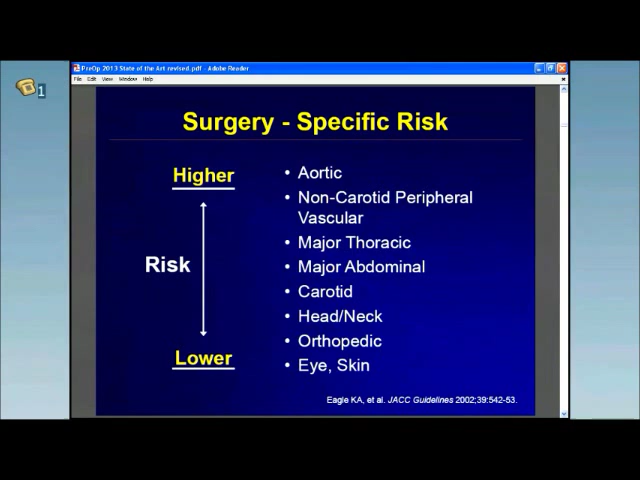 PreOp 2013 State of the Art revised.pdf - Adobe Reader
File Edit View Window Help
1
Surgery - Specific Risk
Higher
Risk
Lower
• Aortic
• Non-Carotid Peripheral
Vascular
• Major Thoracic
• Major Abdominal
• Carotid
• Head/Neck
• Orthopedic
• Eye, Skin
Eagle KA, et al. JACC Guidelines 2002;39:542-53.